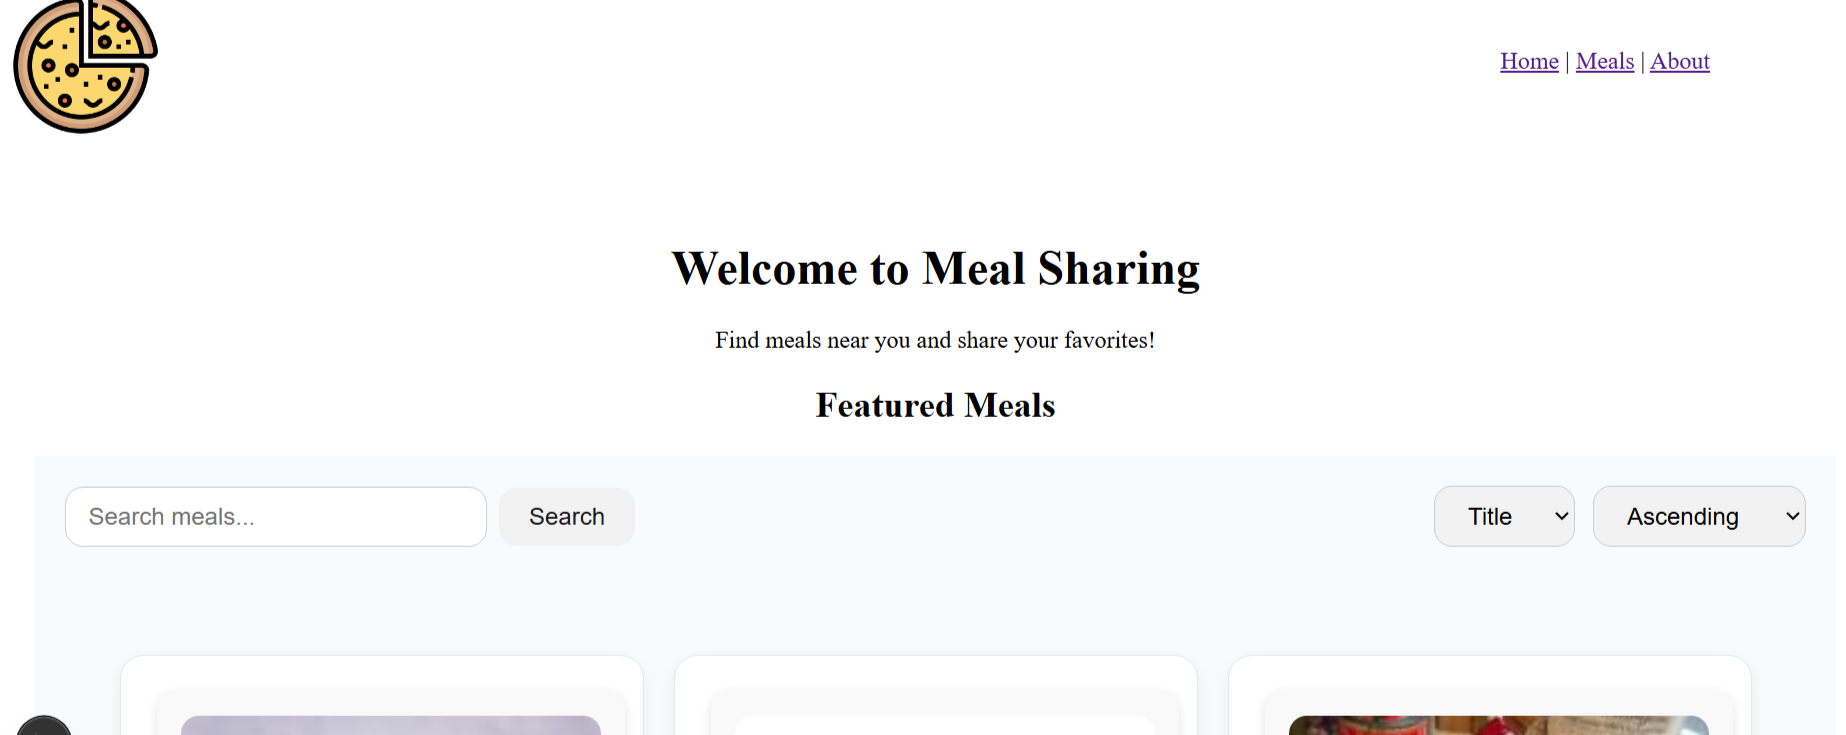 Home | Meals | About
Welcome to Meal Sharing
Find meals near you and share your favorites!
Featured Meals
Search meals...
Search
Title
Ascending